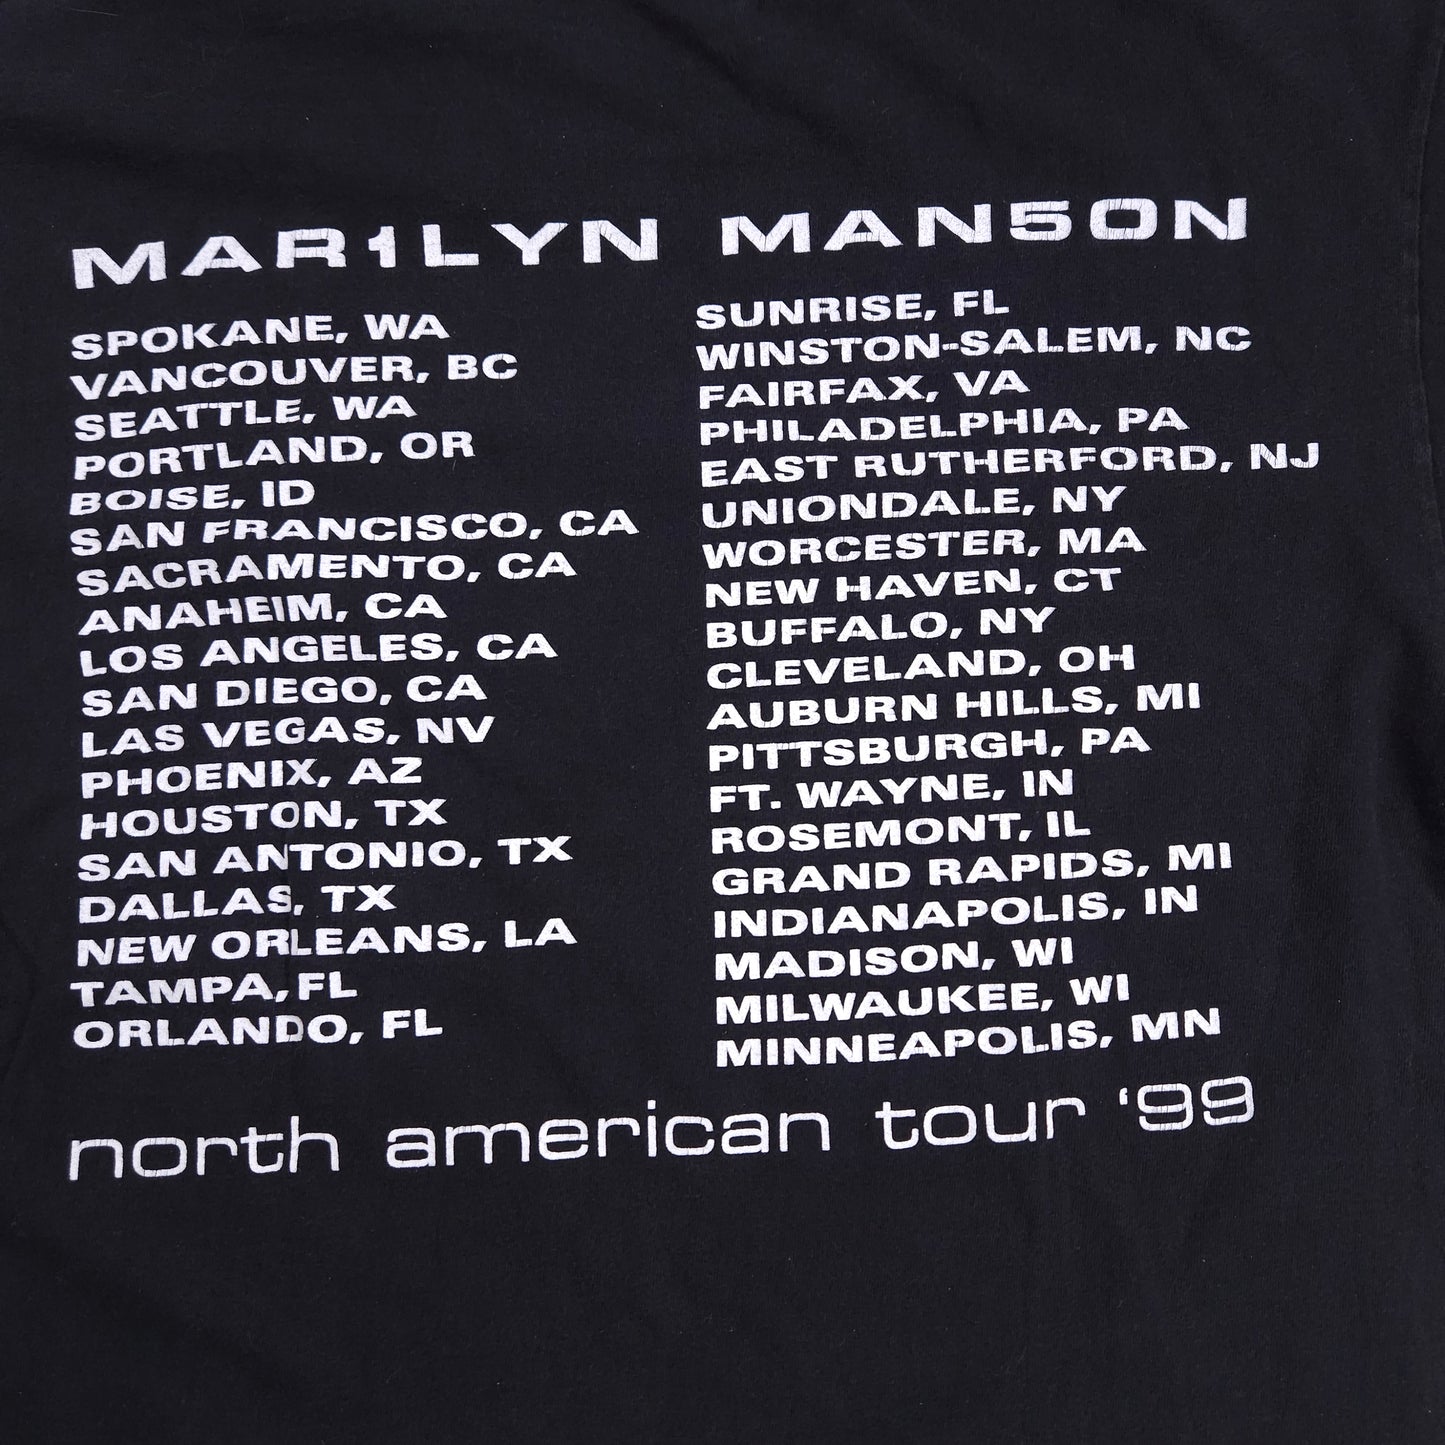 MAR1LYN MAN5ON
SPOKANE, WA
VANCOUVER, BC
SEATTLE, WA
PORTLAND, OR
BOISE, ID
SAN FRANCISCO, CA
SACRAMENTO, CA
ANAHEIM, CA
LOS ANGELES, CA
SAN DIEGO, CA
LAS VEGAS, NV
PHOENIX, AZ
HOUSTON, TX
SAN ANTONIO, TX
DALLAS, TX
NEW ORLEANS, LA
TAMPA, FL
ORLANDO, FL
SUNRISE, FL
WINSTON-SALEM, NC
FAIRFAX, VA
PHILADELPHIA, PA
EAST RUTHERFORD, NJ
UNIONDALE, NY
WORCESTER, MA
NEW HAVEN, CT
BUFFALO, NY
CLEVELAND, OH
AUBURN HILLS, MI
PITTSBURGH, PA
FT. WAYNE, IN
ROSEMONT, IL
GRAND RAPIDS, MI
INDIANAPOLIS, IN
MADISON, WI
MILWAUKEE, WI
MINNEAPOLIS, MN
north american tour '99